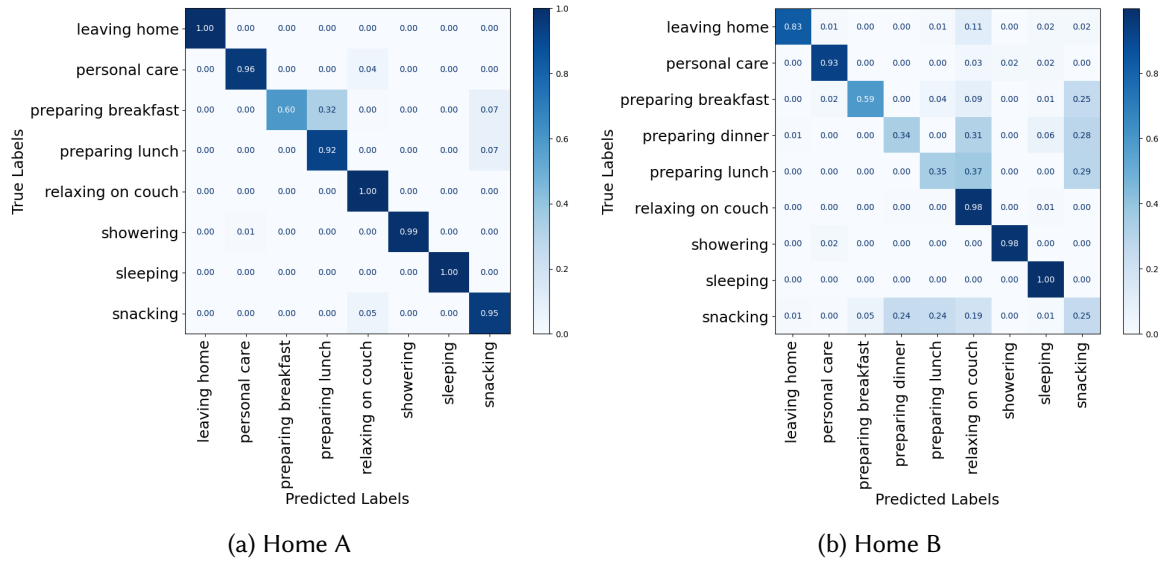 True Labels
leaving home 1.00 0.00 0.00 0.00 0.00 0.00 0.00 0.00
personal care 0.00 0.96 0.00 0.00 0.04 0.00 0.00 0.00
preparing breakfast 0.00 0.00 0.60 0.32 0.00 0.00 0.00 0.07
preparing lunch 0.00 0.00 0.00 0.92 0.00 0.00 0.00 0.07
relaxing on couch 0.00 0.00 0.00 0.00 1.00 0.00 0.00 0.00
showering 0.00 0.01 0.00 0.00 0.00 0.99 0.00 0.00
sleeping 0.00 0.00 0.00 0.00 0.00 0.00 1.00 0.00
snacking 0.00 0.00 0.00 0.00 0.05 0.00 0.00 0.95
leaving home
personal care
preparing breakfast
preparing lunch
relaxing on couch
showering
sleeping
snacking
Predicted Labels
1.0
0.8
0.6
0.4
0.2
0.0
(a) Home A
True Labels
leaving home 0.83 0.01 0.00 0.00 0.01 0.11 0.00 0.02 0.02
personal care 0.00 0.93 0.00 0.00 0.00 0.03 0.02 0.02 0.00
preparing breakfast 0.00 0.02 0.59 0.00 0.04 0.09 0.00 0.01 0.25
preparing dinner 0.01 0.00 0.00 0.34 0.00 0.31 0.00 0.06 0.28
preparing lunch 0.00 0.00 0.00 0.00 0.35 0.37 0.00 0.00 0.29
relaxing on couch 0.00 0.00 0.00 0.00 0.00 0.98 0.00 0.01 0.00
showering 0.00 0.02 0.00 0.00 0.00 0.00 0.98 0.00 0.00
sleeping 0.00 0.00 0.00 0.00 0.00 0.00 0.00 1.00 0.00
snacking 0.01 0.00 0.05 0.24 0.24 0.19 0.00 0.01 0.25
leaving home
personal care
preparing breakfast
preparing dinner
preparing lunch
relaxing on couch
showering
sleeping
snacking
Predicted Labels
0.8
0.6
0.4
0.2
0.0
(b) Home B